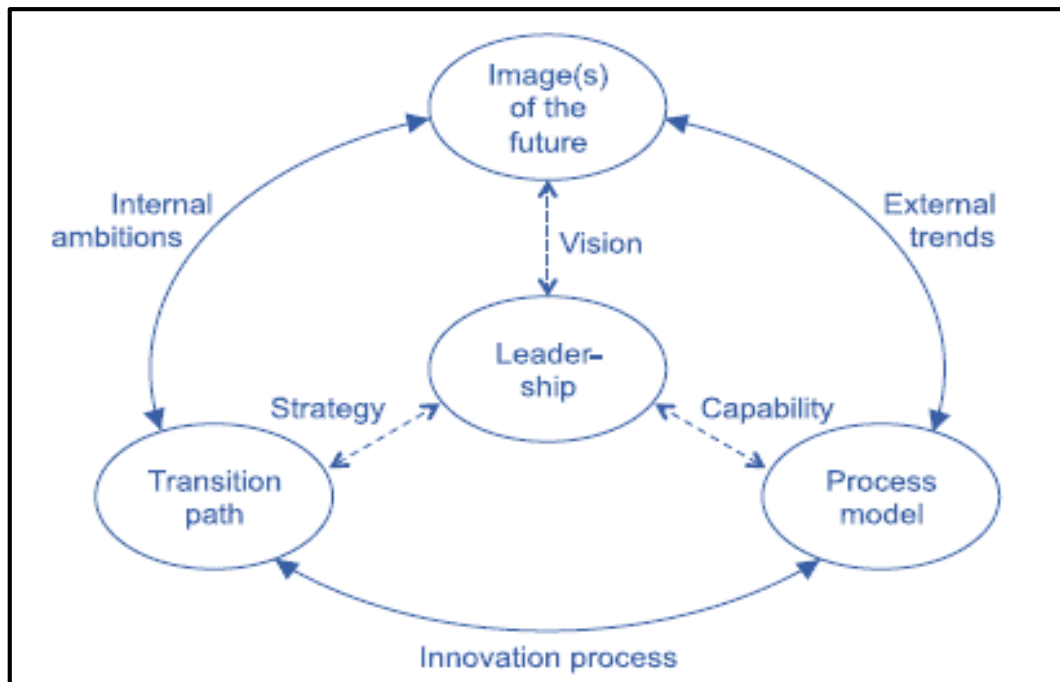 Image(s)
of the
future
Internal
ambitions
External
trends
Vision
Leader-
ship
Strategy
Capability
Transition
path
Process
model
Innovation process